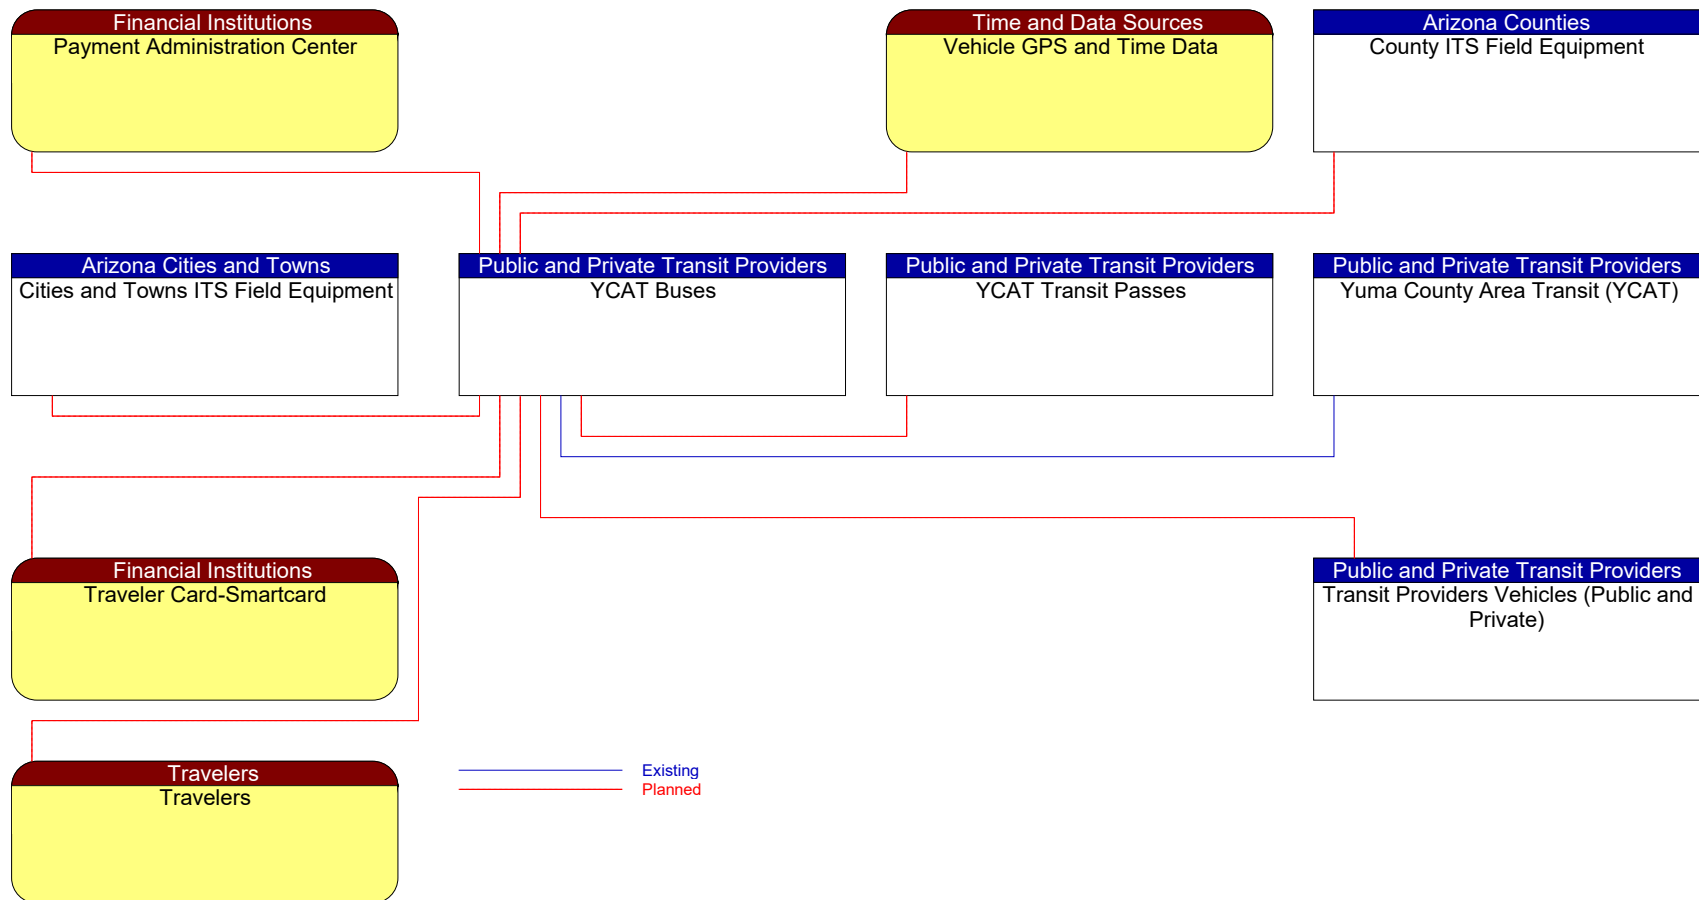 Financial Institutions
Payment Administration Center
Time and Data Sources
Vehicle GPS and Time Data
Arizona Counties
County ITS Field Equipment
Arizona Cities and Towns
Cities and Towns ITS Field Equipment
Public and Private Transit Providers
YCAT Buses
Public and Private Transit Providers
YCAT Transit Passes
Public and Private Transit Providers
Yuma County Area Transit (YCAT)
Financial Institutions
Traveler Card-Smartcard
Public and Private Transit Providers
Transit Providers Vehicles (Public and
Private)
Travelers
Travelers
Existing
Planned